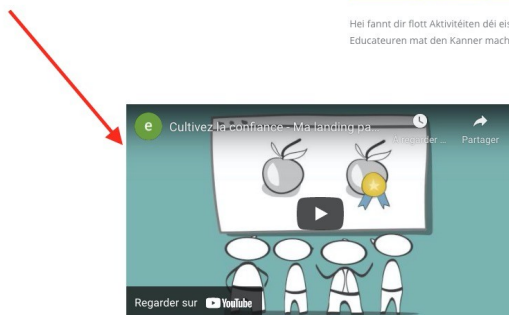 Hei fannt dir flott Aktivitéiten déi eis
Educateuren mat den Kanner mach
e
Cultivez la confiance - Ma landing pa...
A regarder ...
Partager
Regarder sur YouTube